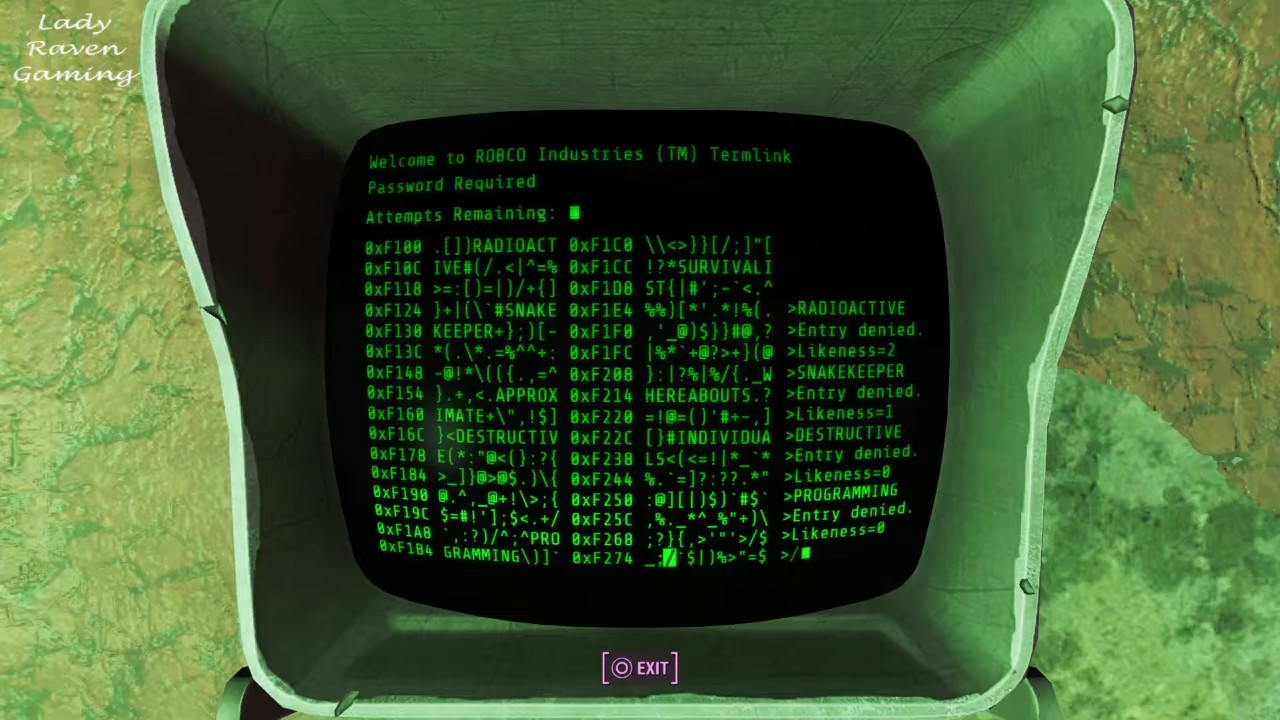 Lady
Raven
Gaming
Welcome to ROBCO Industries (TM) Termlink
Password Required
Attempts Remaining: ■
0xF100 .[])RADIOACT 0xF1C0 \\<>}}[/;]"[
0xF10C IVE#(/.<|^=% 0xF1CC !?*SURVIVALI
0xF118 >=:[)=|)/+{] 0xF1D8 ST{|#';-`<.^
0xF124 }+|(\`#SNAKE 0xF1E4 %%)[*'.*!%(. >RADIOACTIVE
0xF130 KEEPER+};)[- 0xF1F0 ,'_@)$}}#@,? >Entry denied.
0xF13C *(.\*.=%^^+: 0xF1FC |%*`+@?>+}(@ >Likeness=2
0xF148 -@!*\(({.,=^ 0xF208 }:|?%|%/{._W >SNAKEKEEPER
0xF154 }.+,<.APPROX 0xF214 HEREABOUTS.? >Entry denied.
0xF160 IMATE+\",!$] 0xF220 =!@=()'#+-,] >Likeness=1
0xF16C }<DESTRUCTIV 0xF22C [}#INDIVIDUA >DESTRUCTIVE
0xF178 E(*:"@<(}:?{ 0xF238 LS<(<=!|*_`* >Entry denied.
0xF184 >_]}@>@$.)\{ 0xF244 %.`=]?:??.*" >Likeness=0
0xF190 @.^._@+!\>;{ 0xF250 :@][|)$)`#$` >PROGRAMMING
0xF19C $=#!'];$<.+/ 0xF25C ,%._*^_%"+)\ >Entry denied.
0xF1A8 `,:?)/^;^PRO 0xF268 ;?}{,>'"'>/$ >Likeness=0
0xF1B4 GRAMMING\)]` 0xF274 _;/`$|)%>"=$ >/■
[O EXIT]